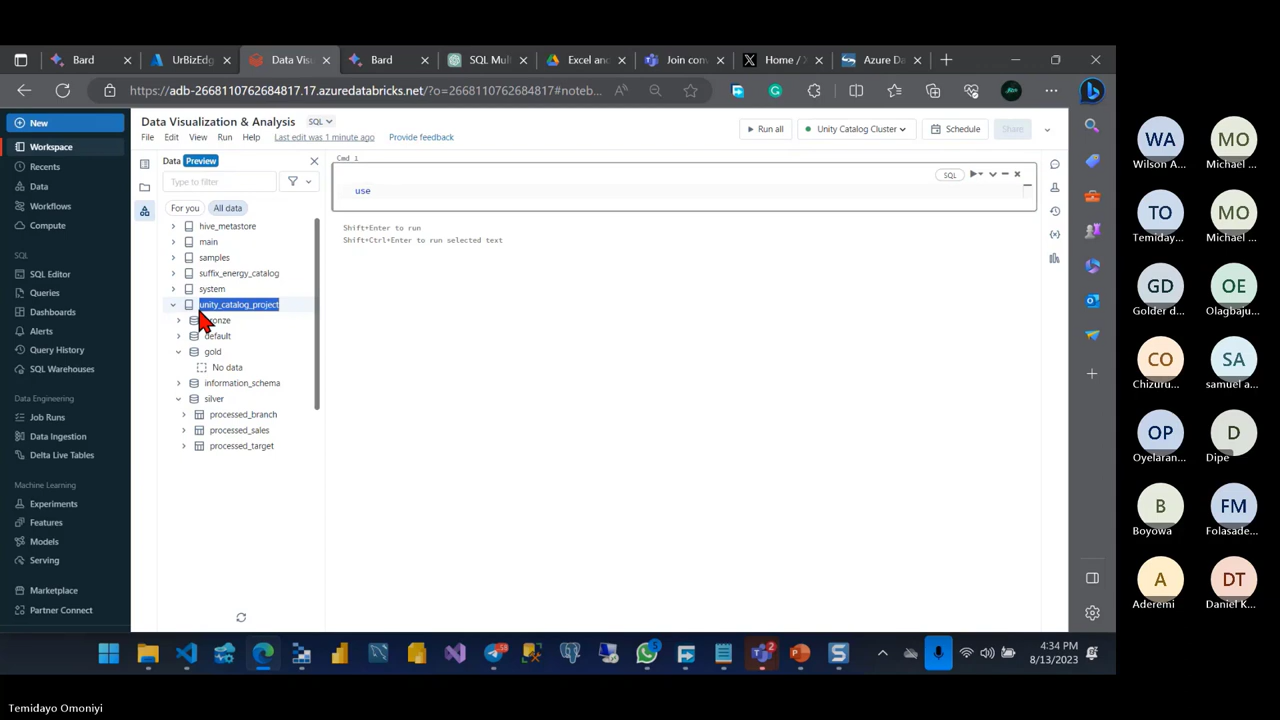 Bard
UrBizEdg
Data Vis
Bard
SQL Mult
Excel and
Join con
Home / X
Azure Da
https://adb-2668110762684817.17.azuredatabricks.net/?o=2668110762684817#noteb...
New
Workspace
Recents
Data
Workflows
Compute
SQL
SQL Editor
Queries
Dashboards
Alerts
Query History
SQL Warehouses
Data Engineering
Job Runs
Data Ingestion
Delta Live Tables
Machine Learning
Experiments
Features
Models
Serving
Marketplace
Partner Connect
Data Visualization & Analysis
SQL
File
Edit
View
Run
Help
Last edit was 1 minute ago
Provide feedback
Run all
Unity Catalog Cluster
Schedule
Share
Data
Preview
Type to filter
For you
All data
hive_metastore
main
samples
suffix_energy_catalog
system
unity_catalog_project
default
gold
No data
information_schema
silver
processed_branch
processed_sales
processed_target
Cmd 1
SQL
use
Shift+Enter to run
Shift+Ctrl+Enter to run selected text
WA
Wilson A...
MO
Michael ...
TO
Temiday...
MO
Michael ...
GD
Golder d...
OE
Olagbaju...
CO
Chizuru...
SA
samuel a...
OP
Oyelaran...
D
Dipe
B
Boyowa
FM
Folasade...
A
Aderemi
DT
Daniel K...
4:34 PM
8/13/2023
Temidayo Omoniyi